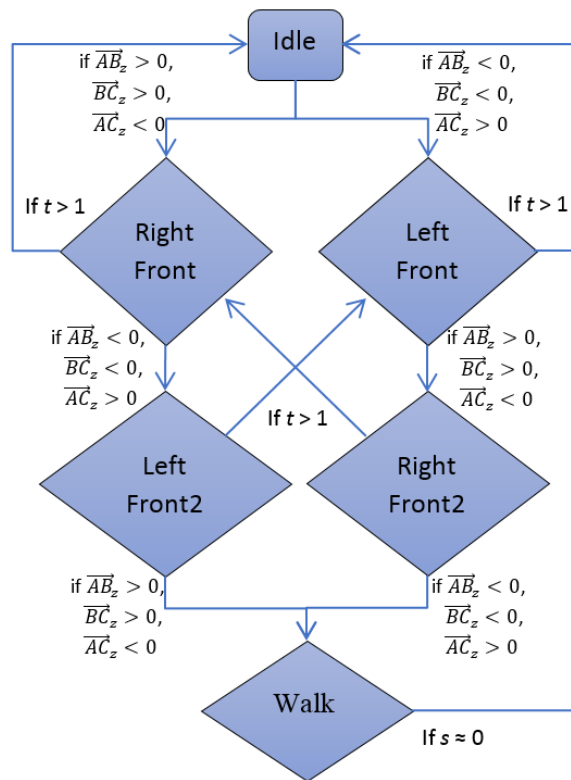 Idle
if $\overrightarrow{AB}_z > 0$,
$\overrightarrow{BC}_z > 0$,
$\overrightarrow{AC}_z < 0$
if $\overrightarrow{AB}_z < 0$,
$\overrightarrow{BC}_z < 0$,
$\overrightarrow{AC}_z > 0$
If t > 1
Right
Front
Left
Front
If t > 1
if $\overrightarrow{AB}_z < 0$,
$\overrightarrow{BC}_z < 0$,
$\overrightarrow{AC}_z > 0$
if $\overrightarrow{AB}_z > 0$,
$\overrightarrow{BC}_z > 0$,
$\overrightarrow{AC}_z < 0$
If t > 1
Left
Front2
Right
Front2
if $\overrightarrow{AB}_z > 0$,
$\overrightarrow{BC}_z > 0$,
$\overrightarrow{AC}_z < 0$
if $\overrightarrow{AB}_z < 0$,
$\overrightarrow{BC}_z < 0$,
$\overrightarrow{AC}_z > 0$
Walk
If s ≈ 0